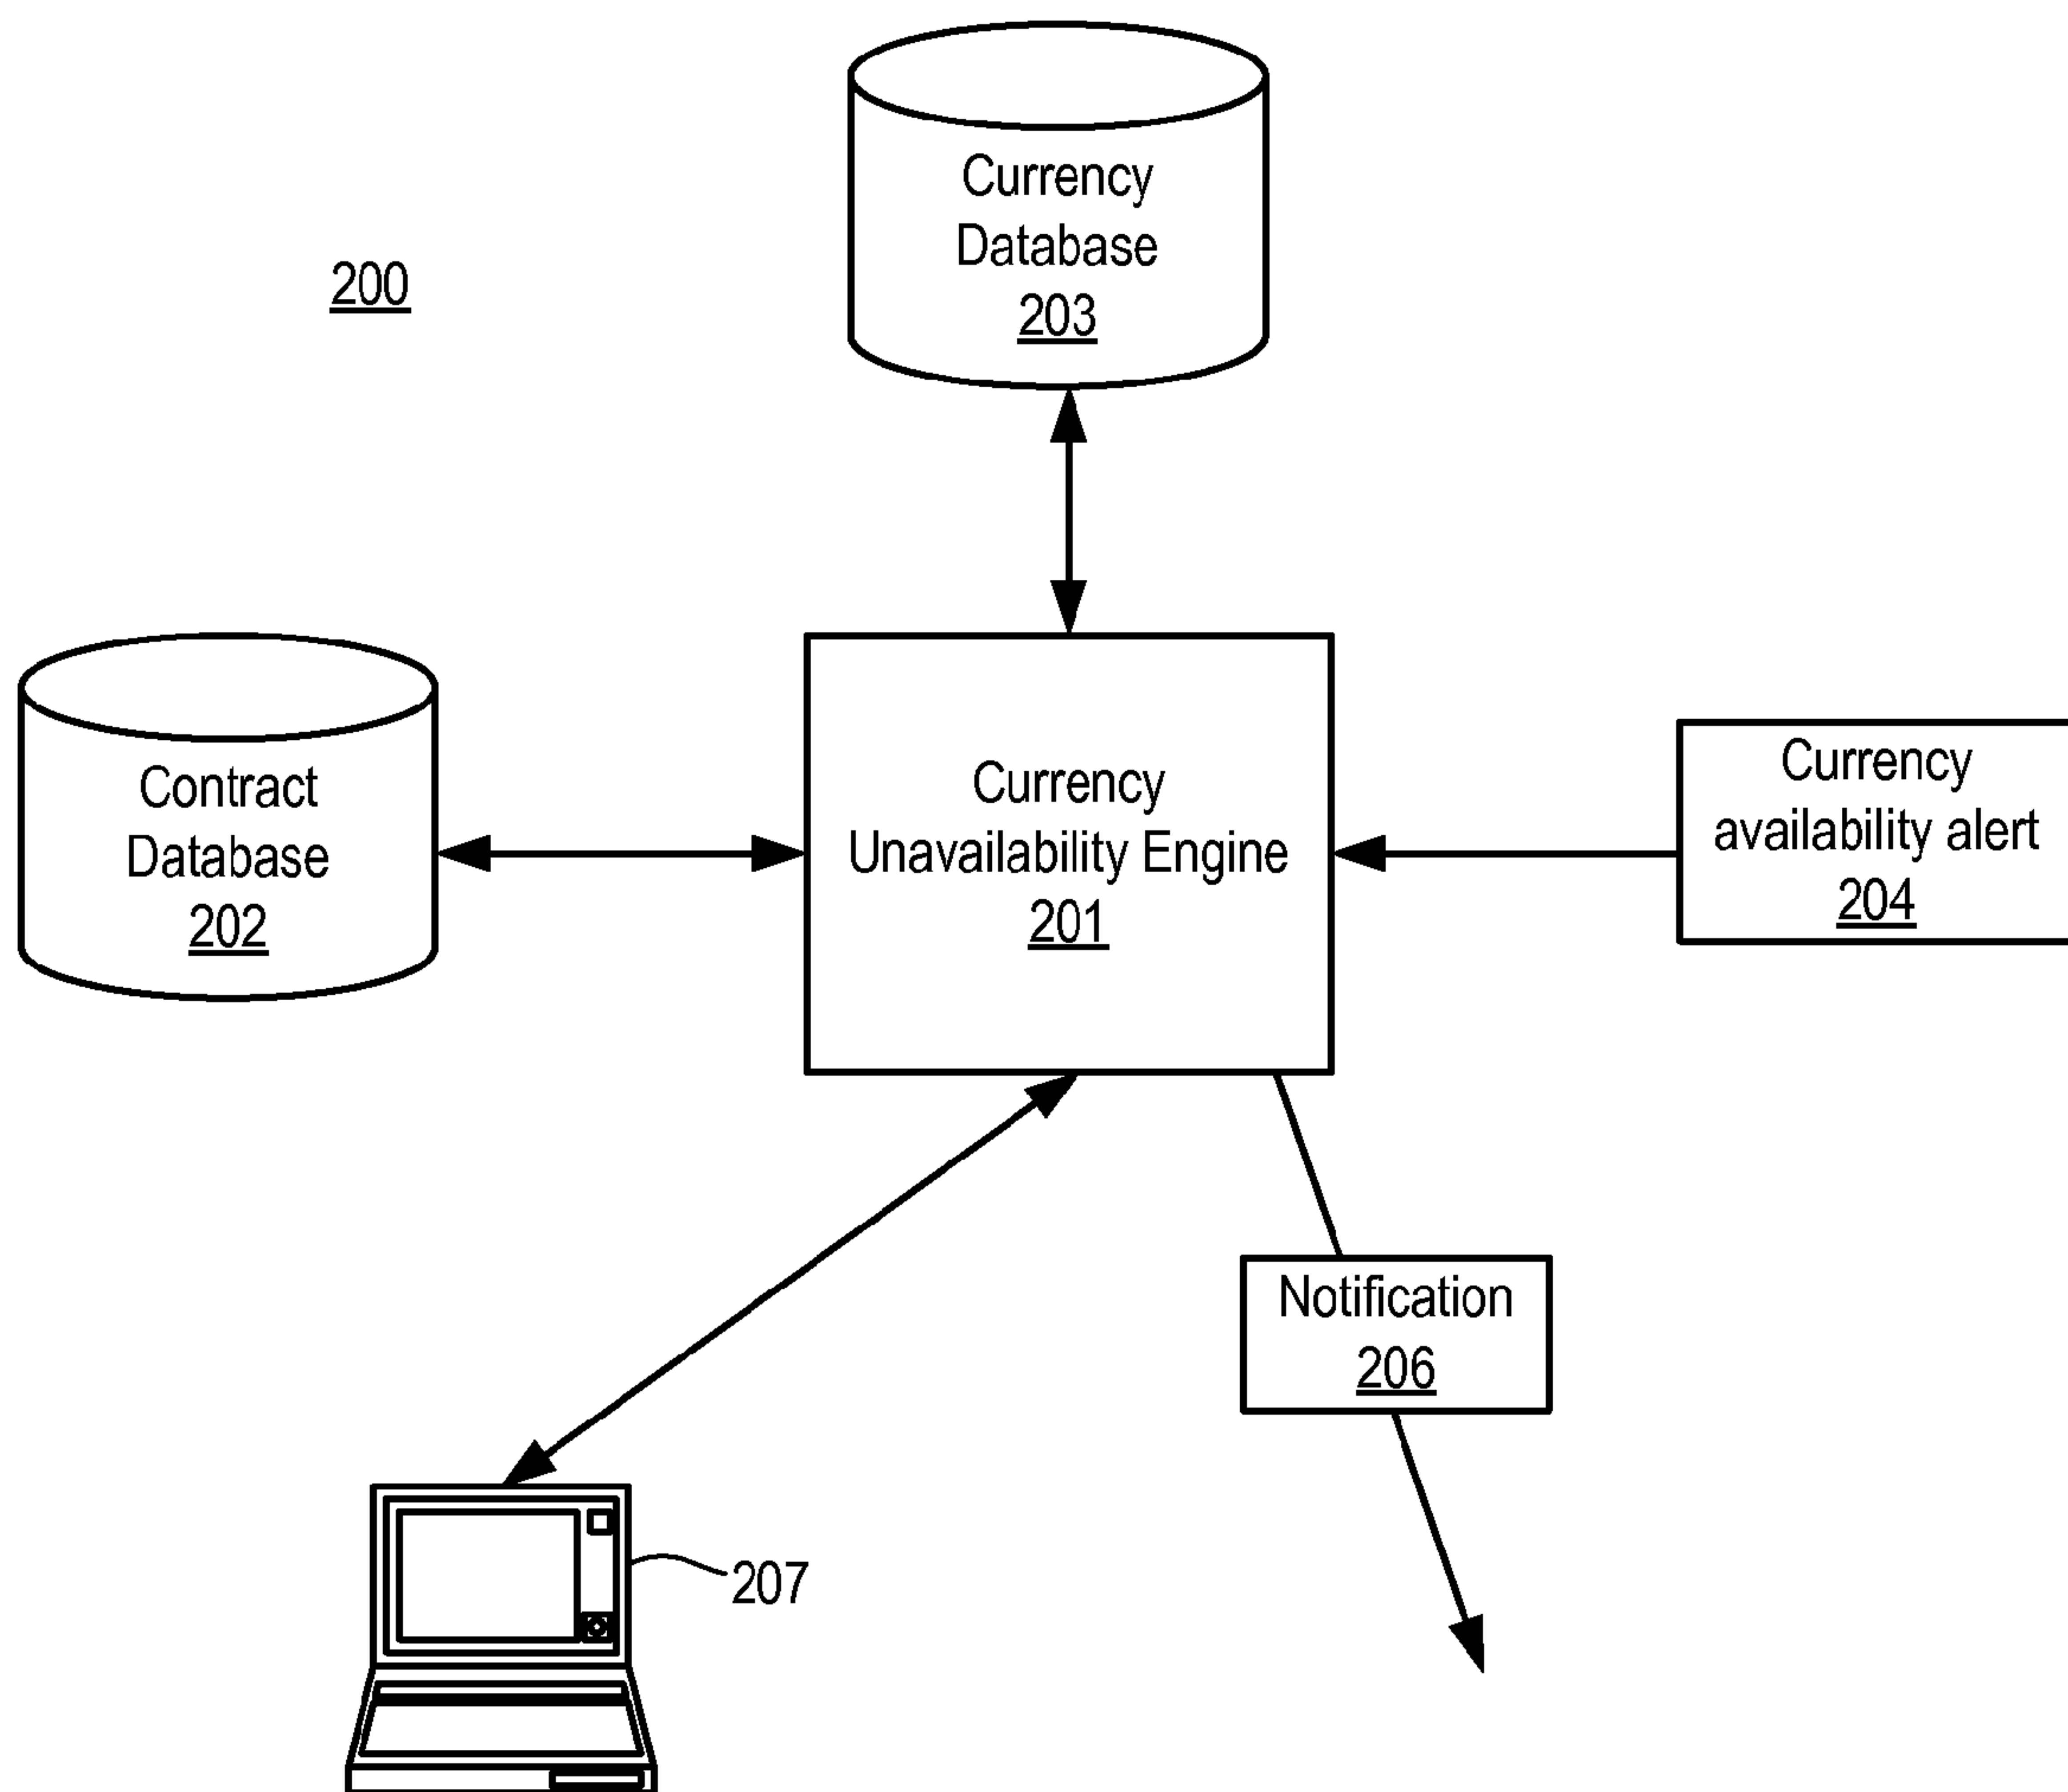 Currency
Database
203
200
Contract
Database
202
Currency
Unavailability Engine
201
Currency
availability alert
204
Notification
206
207